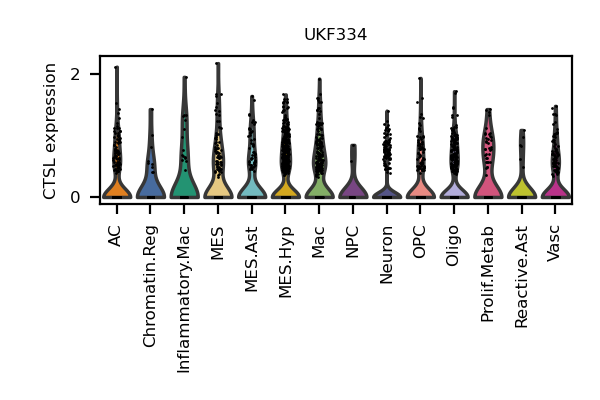 UKF334
CTSL expression
2
0
AC
Chromatin.Reg
Inflammatory.Mac
MES
MES.Ast
MES.Hyp
Mac
NPC
Neuron
OPC
Oligo
Prolif.Metab
Reactive.Ast
Vasc